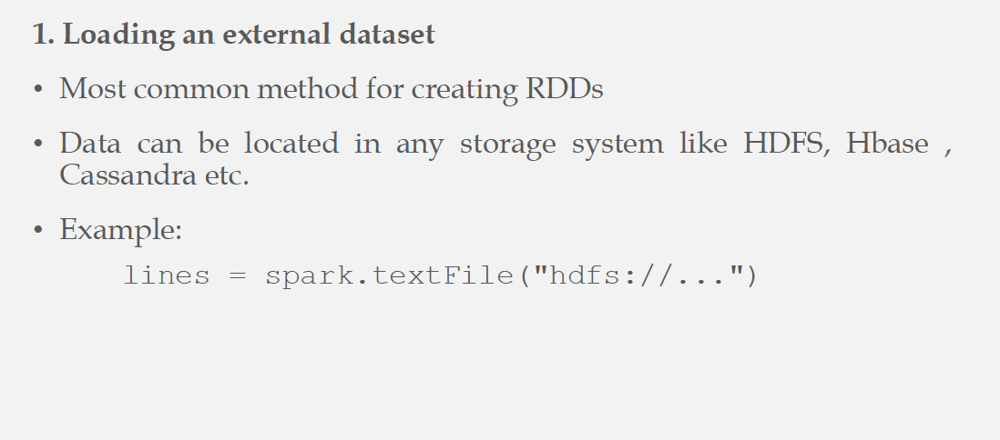 1. Loading an external dataset
• Most common method for creating RDDs
• Data can be located in any storage system like HDFS, Hbase ,
Cassandra etc.
• Example:
lines = spark.textFile("hdfs://...")